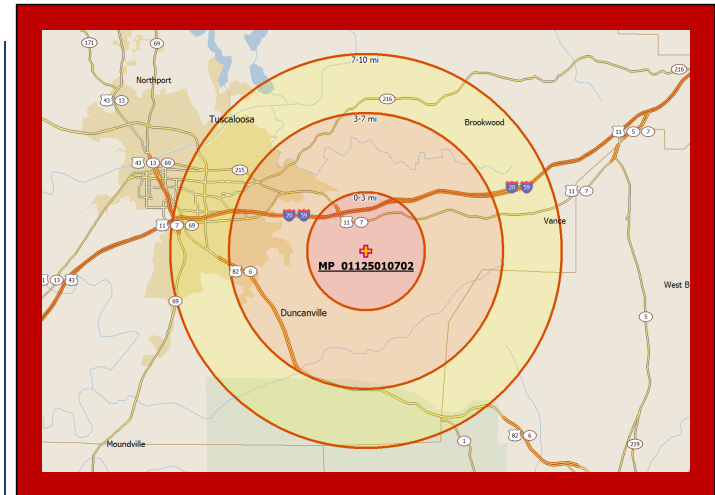 7-10 mi
171
69
216
Northport
43 13
216
3-7 mi
Tuscaloosa
Brookwood
11 5 7
43 13 69
215
20 59
0-3 mi
11 7
20 59
11 7
11 7 69
Vance
82 6
MP_01125010702
13 43
West B
69
Duncanville
5
Moundville
1
82 6
219